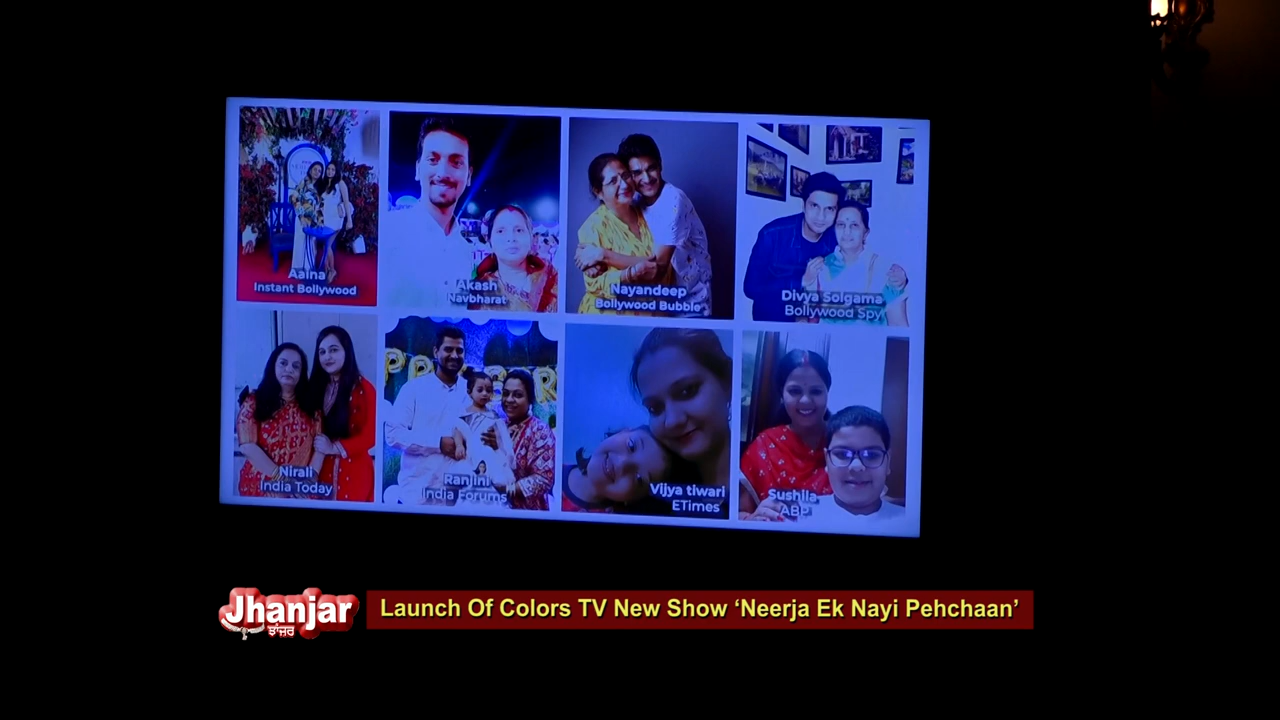 Aaina
Instant Bollywood
Akash
Navbharat
Nayandeep
Bollywood Bubble
Divya Solgama
Bollywood Spy
Nirali
India Today
Ranjini
India Forums
Vijya tiwari
ETimes
Sushila
ABP
Jhanjar
ਝਾਂਜਰ
Launch Of Colors TV New Show ‘Neerja Ek Nayi Pehchaan’